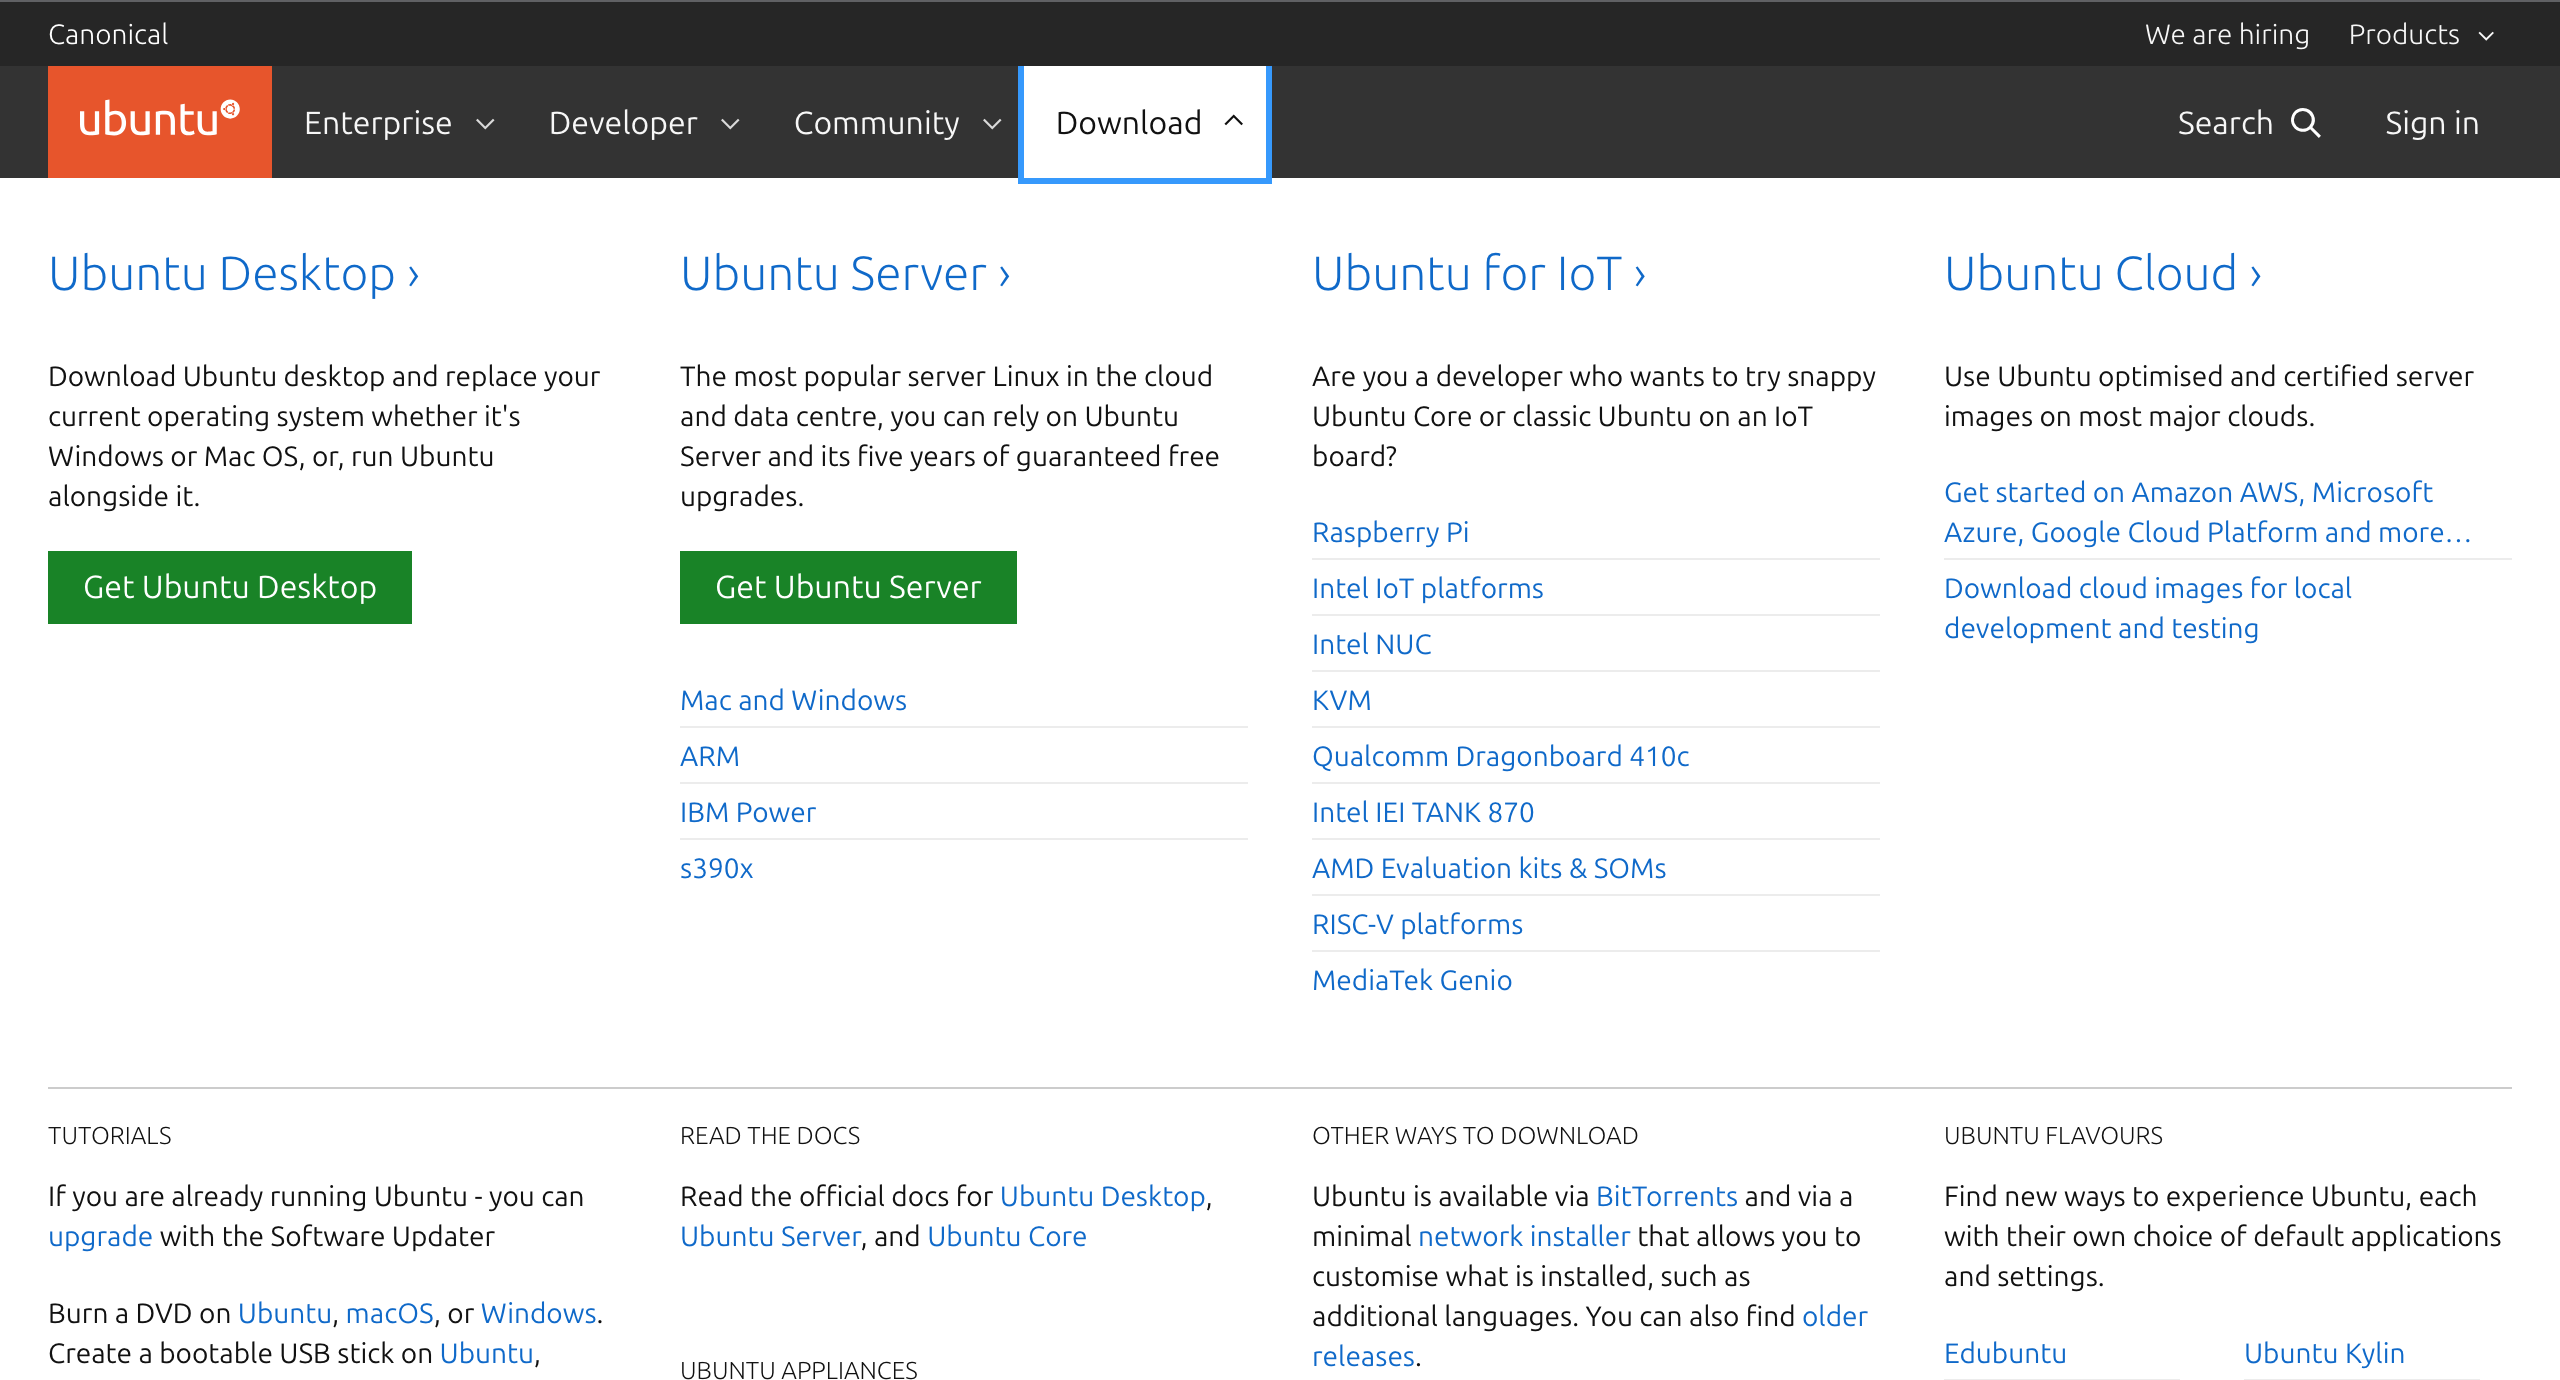 Canonical
We are hiring
Products
ubuntu
Enterprise
Developer
Community
Download
Search
Sign in
Ubuntu Desktop ›
Download Ubuntu desktop and replace your
current operating system whether it's
Windows or Mac OS, or, run Ubuntu
alongside it.
Get Ubuntu Desktop
Ubuntu Server ›
The most popular server Linux in the cloud
and data centre, you can rely on Ubuntu
Server and its five years of guaranteed free
upgrades.
Get Ubuntu Server
Mac and Windows
ARM
IBM Power
s390x
Ubuntu for IoT ›
Are you a developer who wants to try snappy
Ubuntu Core or classic Ubuntu on an IoT
board?
Raspberry Pi
Intel IoT platforms
Intel NUC
KVM
Qualcomm Dragonboard 410c
Intel IEI TANK 870
AMD Evaluation kits & SOMs
RISC-V platforms
MediaTek Genio
Ubuntu Cloud ›
Use Ubuntu optimised and certified server
images on most major clouds.
Get started on Amazon AWS, Microsoft
Azure, Google Cloud Platform and more…
Download cloud images for local
development and testing
TUTORIALS
If you are already running Ubuntu - you can
upgrade with the Software Updater
Burn a DVD on Ubuntu, macOS, or Windows.
Create a bootable USB stick on Ubuntu,
READ THE DOCS
Read the official docs for Ubuntu Desktop,
Ubuntu Server, and Ubuntu Core
UBUNTU APPLIANCES
OTHER WAYS TO DOWNLOAD
Ubuntu is available via BitTorrents and via a
minimal network installer that allows you to
customise what is installed, such as
additional languages. You can also find older
releases.
UBUNTU FLAVOURS
Find new ways to experience Ubuntu, each
with their own choice of default applications
and settings.
Edubuntu
Ubuntu Kylin